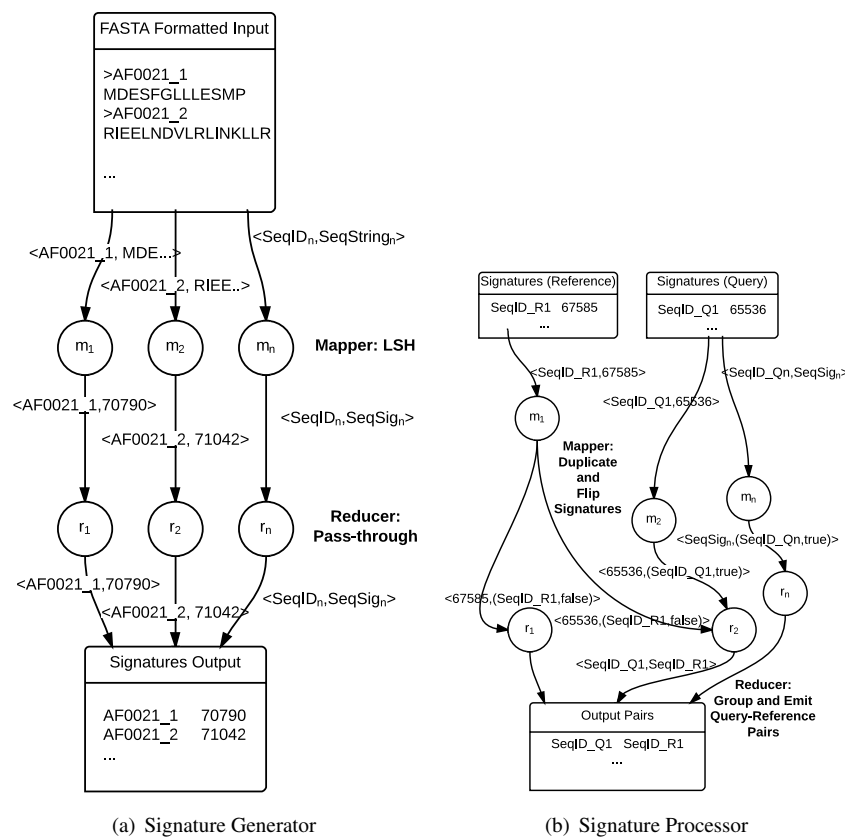 FASTA Formatted Input
>AF0021_1
MDESFGLLLESMP
>AF0021_2
RIEELNDVLRLINKLLR
...
<AF0021_1, MDE...>
<AF0021_2, RIEE..>
<SeqIDn,SeqStringn>
m1
m2
mn
Mapper: LSH
<AF0021_1,70790>
<AF0021_2, 71042>
<SeqIDn,SeqSign>
r1
r2
rn
Reducer:
Pass-through
<AF0021_1,70790>
<AF0021_2, 71042>
<SeqIDn,SeqSign>
Signatures Output
AF0021_1 70790
AF0021_2 71042
...
(a) Signature Generator
Signatures (Reference)
SeqID_R1 67585
...
Signatures (Query)
SeqID_Q1 65536
...
<SeqID_R1,67585>
<SeqID_Qn,SeqSign>
<SeqID_Q1,65536>
m1
Mapper:
Duplicate
and
Flip
Signatures
m2
mn
<SeqSign,(SeqID_Qn,true)>
<65536,(SeqID_Q1,true)>
<67585,(SeqID_R1,false)>
<65536,(SeqID_R1,false)>
r1
r2
rn
<SeqID_Q1,SeqID_R1>
Reducer:
Group and Emit
Query-Reference
Pairs
Output Pairs
SeqID_Q1 SeqID_R1
...
(b) Signature Processor